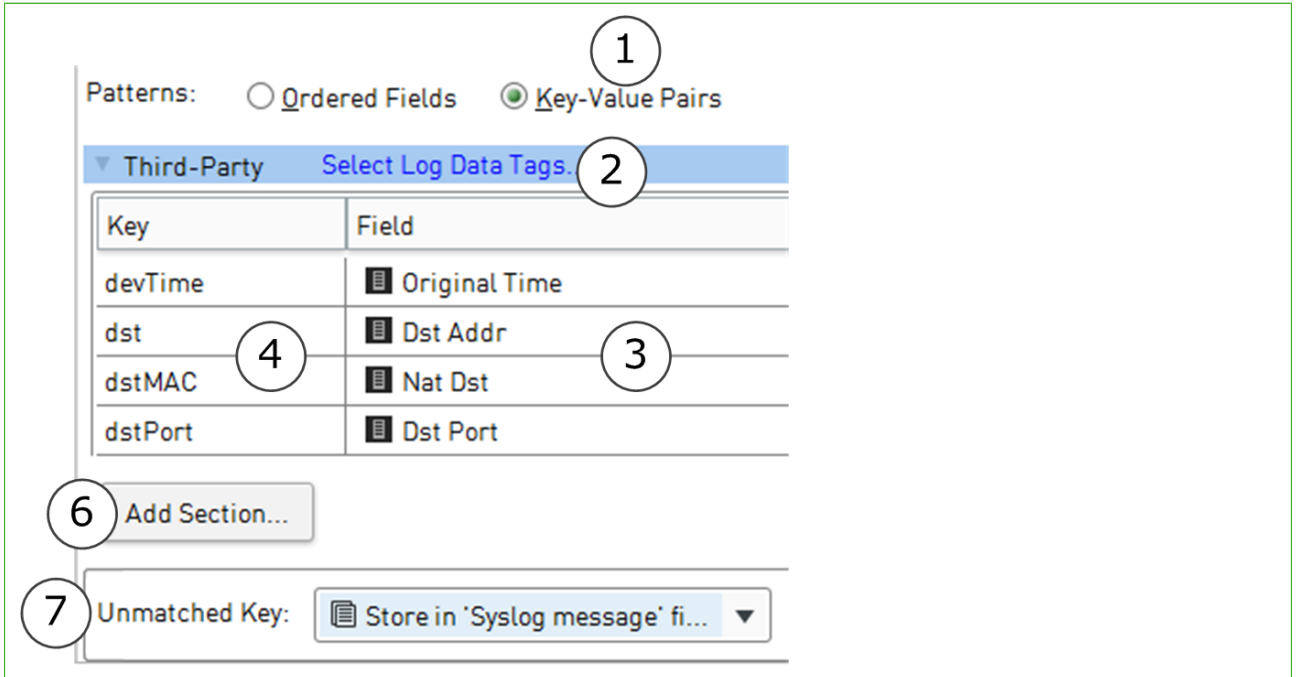 1
Patterns: Ordered Fields Key-Value Pairs
Third-Party Select Log Data Tags.. 2
Key Field
devTime Original Time
dst Dst Addr
4 3
dstMAC Nat Dst
dstPort Dst Port
6 Add Section...
7 Unmatched Key: Store in 'Syslog message' fi...